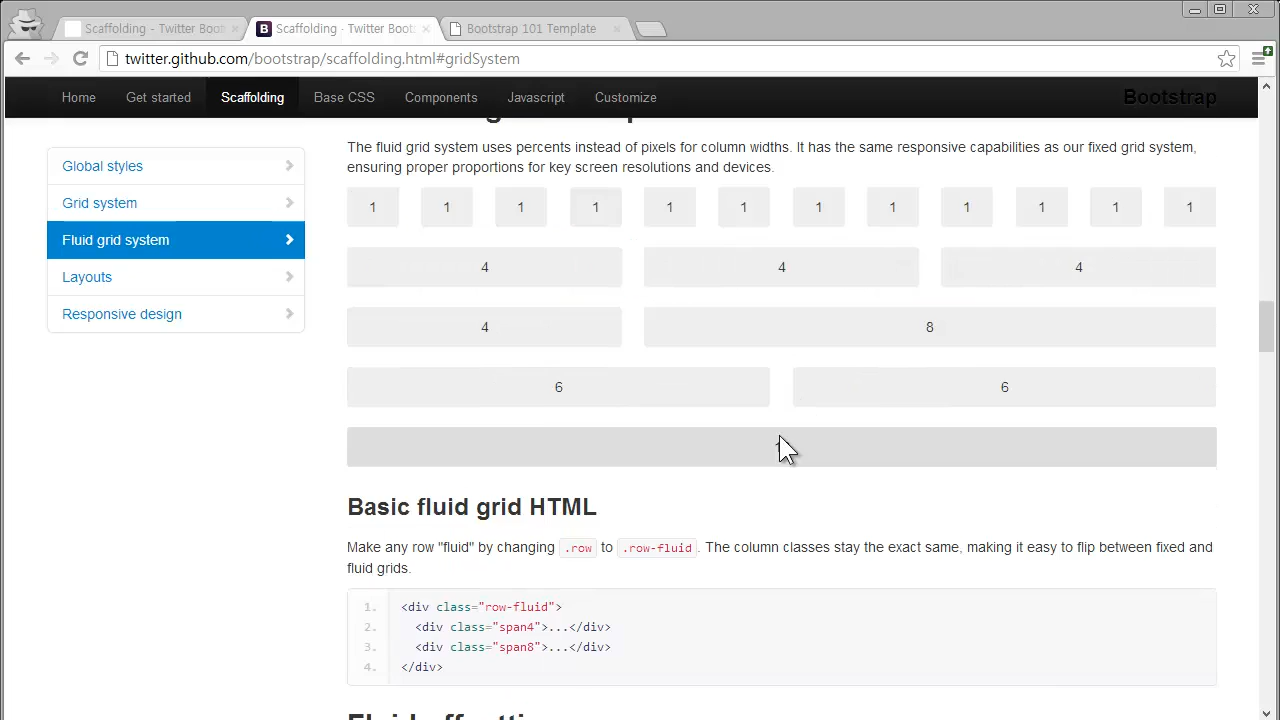 Scaffolding - Twitter Boot
Scaffolding - Twitter Boot
Bootstrap 101 Template
twitter.github.com/bootstrap/scaffolding.html#gridSystem
Home Get started Scaffolding Base CSS Components Javascript Customize Bootstrap
Global styles
Grid system
Fluid grid system
Layouts
Responsive design
The fluid grid system uses percents instead of pixels for column widths. It has the same responsive capabilities as our fixed grid system,
ensuring proper proportions for key screen resolutions and devices.
1 1 1 1 1 1 1 1 1 1 1 1
4 4 4
4 8
6 6
Basic fluid grid HTML
Make any row "fluid" by changing .row to .row-fluid. The column classes stay the exact same, making it easy to flip between fixed and
fluid grids.
1. <div class="row-fluid">
2. <div class="span4">...</div>
3. <div class="span8">...</div>
4. </div>